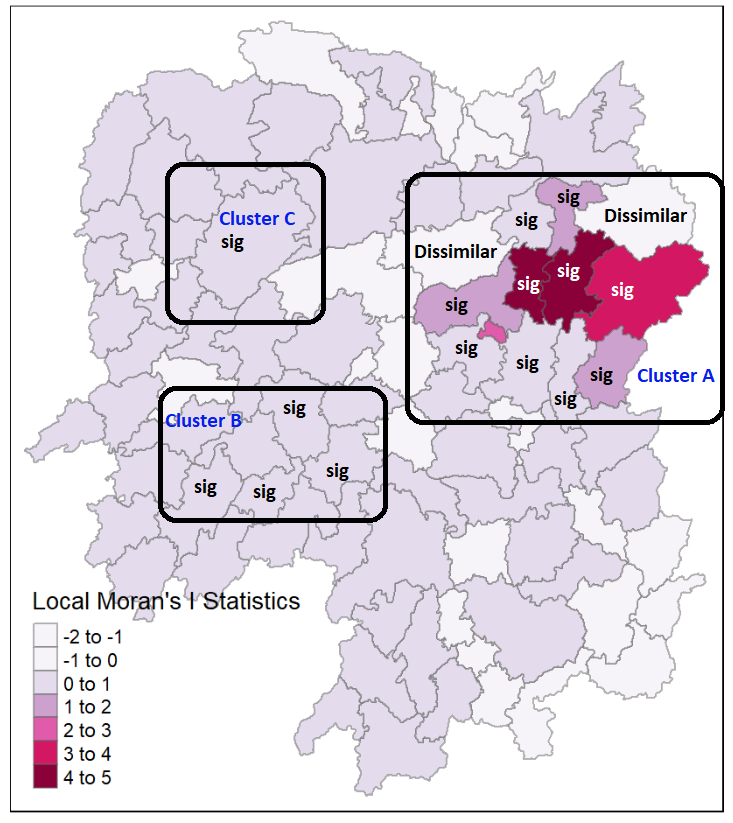 sig
sig
Dissimilar
Cluster C
sig
Dissimilar
sig
sig
sig
sig
sig
sig
sig
Cluster A
sig
sig
Cluster B
sig
sig
sig
Local Moran's I Statistics
-2 to -1
-1 to 0
0 to 1
1 to 2
2 to 3
3 to 4
4 to 5